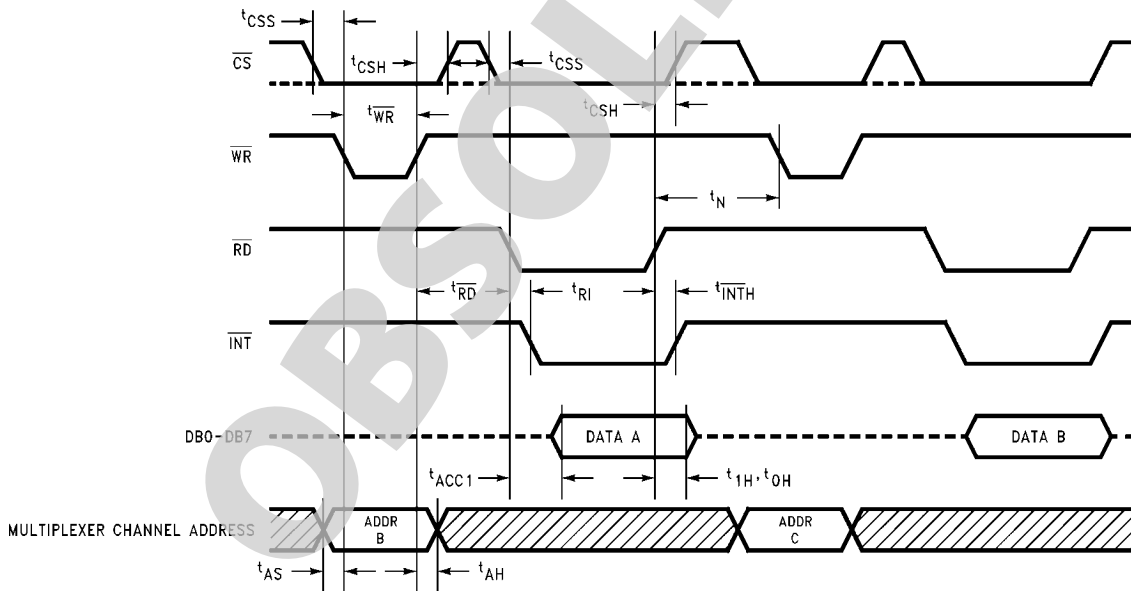 tCSS
CS
tCSH
tCSS
tCSH
tWR
WR
tN
RD
tRD
tRI
tINTH
INT
DB0-DB7
DATA A
DATA B
tACC1
t1H, t0H
MULTIPLEXER CHANNEL ADDRESS
ADDR
B
ADDR
C
tAS
tAH
OBSOL